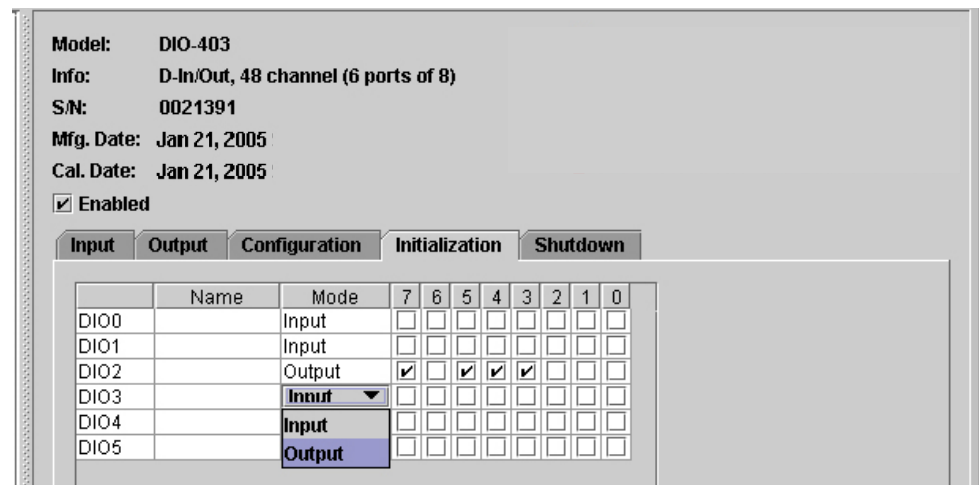 Model: DIO-403
Info: D-In/Out, 48 channel (6 ports of 8)
S/N: 0021391
Mfg. Date: Jan 21, 2005
Cal. Date: Jan 21, 2005
Enabled
Input Output Configuration Initialization Shutdown
Name Mode 7 6 5 4 3 2 1 0
DIO0 Input
DIO1 Input
DIO2 Output
DIO3 Input
DIO4 Input
DIO5 Output